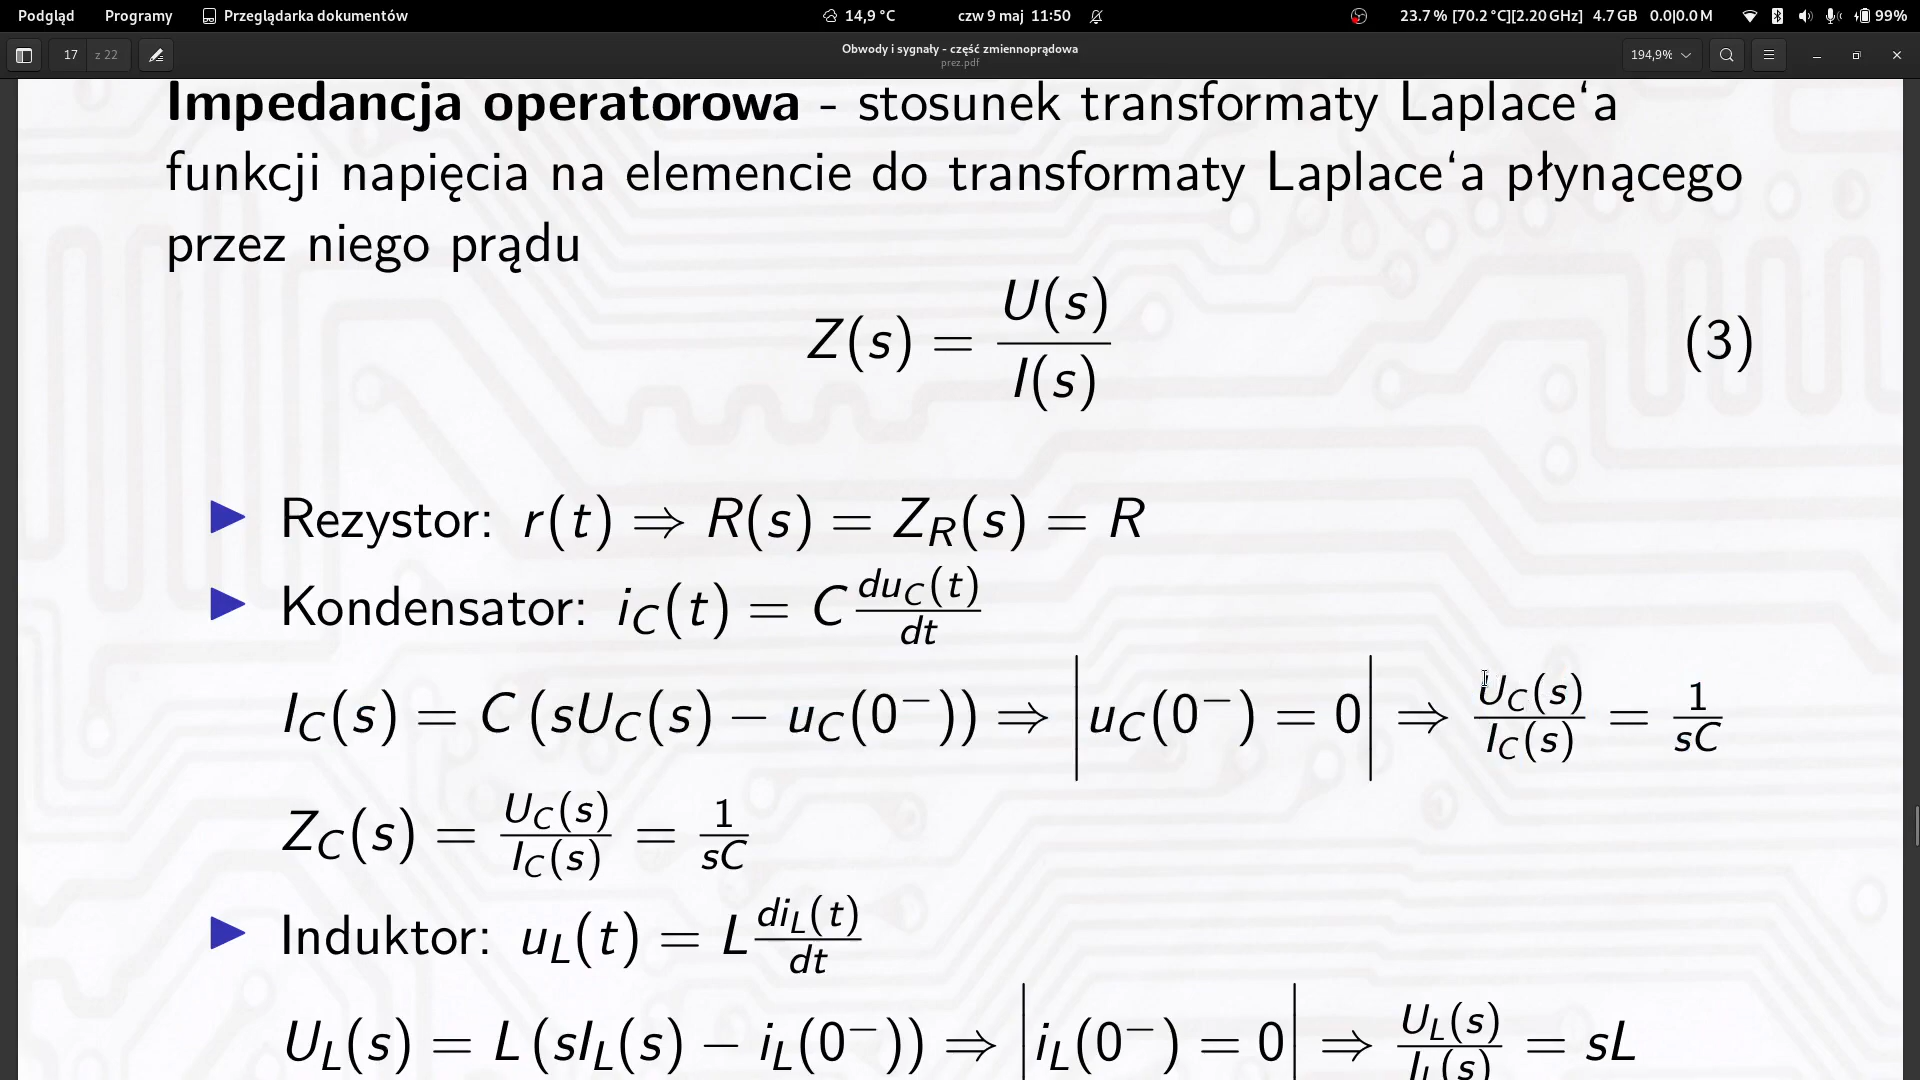 Podgląd Programy Przeglądarka dokumentów 14,9 °C czw 9 maj 11:50 23.7 % [70.2 °C][2.20 GHz] 4.7 GB 0.0|0.0 M 99%
17 z 22 Obwody i sygnały - część zmiennoprądowa 194,9%
prez.pdf
Impedancja operatorowa - stosunek transformaty Laplace‘a
funkcji napięcia na elemencie do transformaty Laplace‘a płynącego
przez niego prądu
Z(s) = U(s)/I(s) (3)
▶ Rezystor: r(t) ⇒ R(s) = Z_R(s) = R
▶ Kondensator: i_C(t) = C du_C(t)/dt
I_C(s) = C (sU_C(s) − u_C(0⁻)) ⇒ |u_C(0⁻) = 0| ⇒ U_C(s)/I_C(s) = 1/sC
Z_C(s) = U_C(s)/I_C(s) = 1/sC
▶ Induktor: u_L(t) = L di_L(t)/dt
U_L(s) = L (sI_L(s) − i_L(0⁻)) ⇒ |i_L(0⁻) = 0| ⇒ U_L(s)/I_L(s) = sL